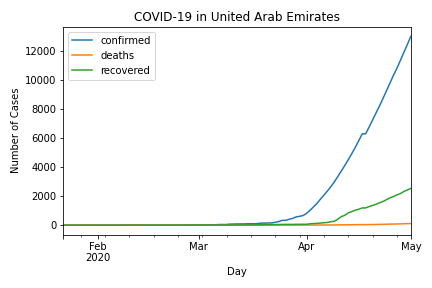 COVID-19 in United Arab Emirates
confirmed
deaths
recovered
Number of Cases
12000
10000
8000
6000
4000
2000
0
Feb
2020
Mar
Apr
May
Day